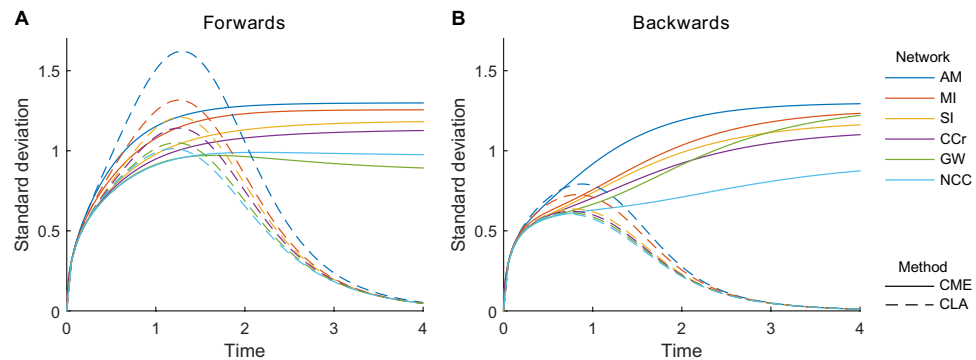 A
Forwards
Standard deviation
1.5
1
0.5
0
0
1
2
3
4
Time
B
Backwards
Standard deviation
1.5
1
0.5
0
0
1
2
3
4
Time
Network
AM
MI
SI
CCr
GW
NCC
Method
CME
CLA